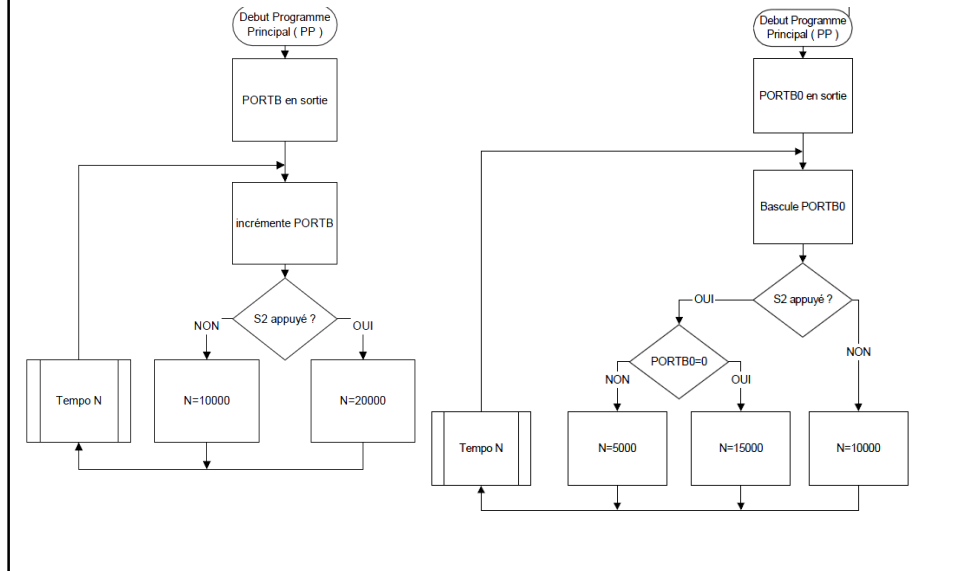 Debut Programme
Principal ( PP )
PORTB en sortie
incrémente PORTB
S2 appuyé ?
NON
OUI
Tempo N
N=10000
N=20000
Debut Programme
Principal ( PP )
PORTB0 en sortie
Bascule PORTB0
S2 appuyé ?
OUI
NON
PORTB0=0
NON
OUI
Tempo N
N=5000
N=15000
N=10000